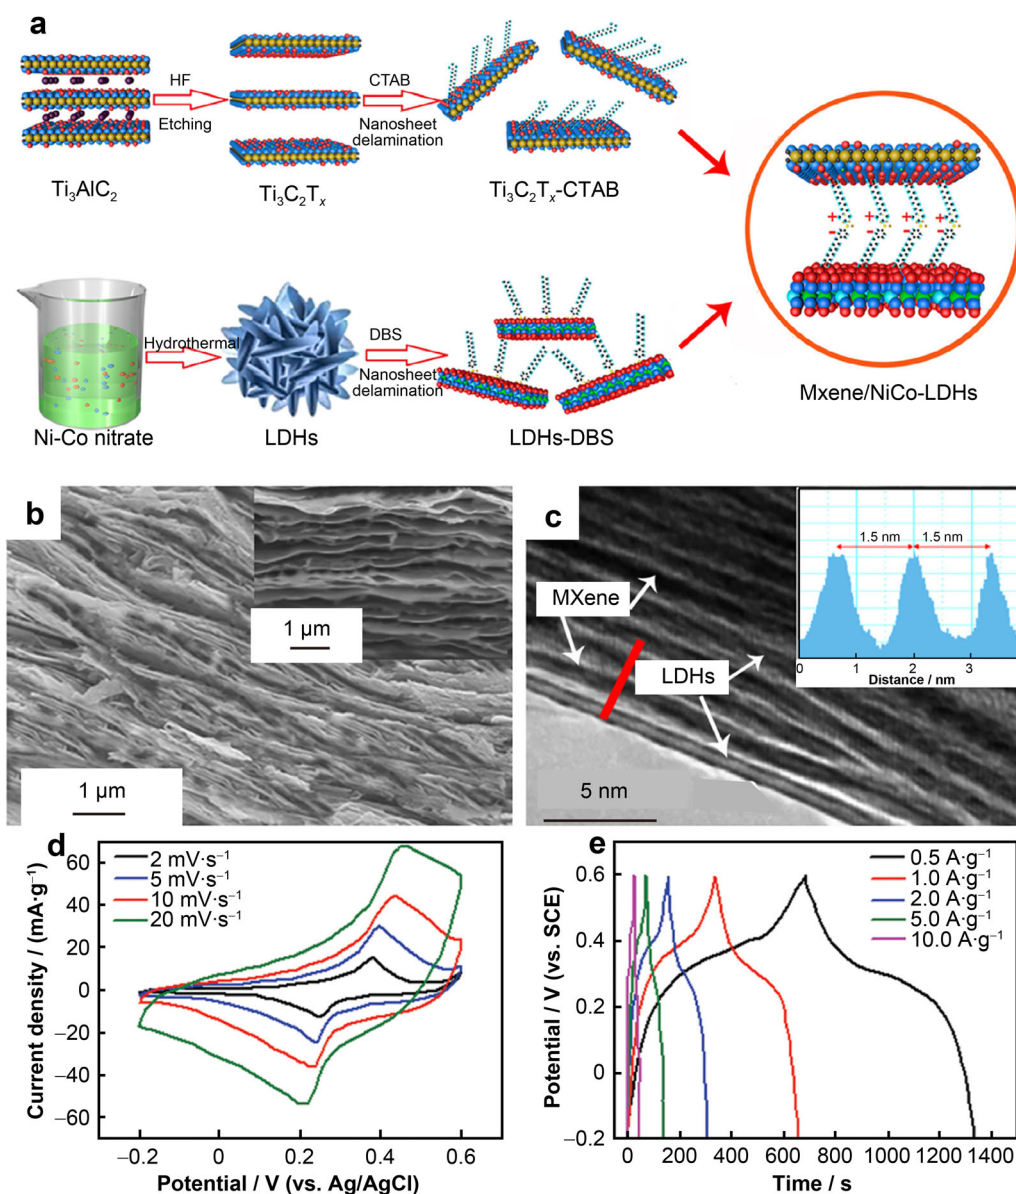 a
HF
Etching
CTAB
Nanosheet
delamination
Ti₃AlC₂
Ti₃C₂Tₓ
Ti₃C₂Tₓ-CTAB
+ + + +
- - - -
Hydrothermal
DBS
Nanosheet
delamination
Mxene/NiCo-LDHs
Ni-Co nitrate
LDHs
LDHs-DBS
b
1 µm
1 µm
c
MXene
LDHs
5 nm
1.5 nm 1.5 nm
0 1 2 3
Distance / nm
d
2 mV·s⁻¹
5 mV·s⁻¹
10 mV·s⁻¹
20 mV·s⁻¹
60
40
20
0
−20
−40
−60
Current density / (mA·g⁻¹)
−0.2 0 0.2 0.4 0.6
Potential / V (vs. Ag/AgCl)
e
0.5 A·g⁻¹
1.0 A·g⁻¹
2.0 A·g⁻¹
5.0 A·g⁻¹
10.0 A·g⁻¹
0.6
0.4
0.2
0
−0.2
Potential / V (vs. SCE)
0 200 400 600 800 1000 1200 1400
Time / s